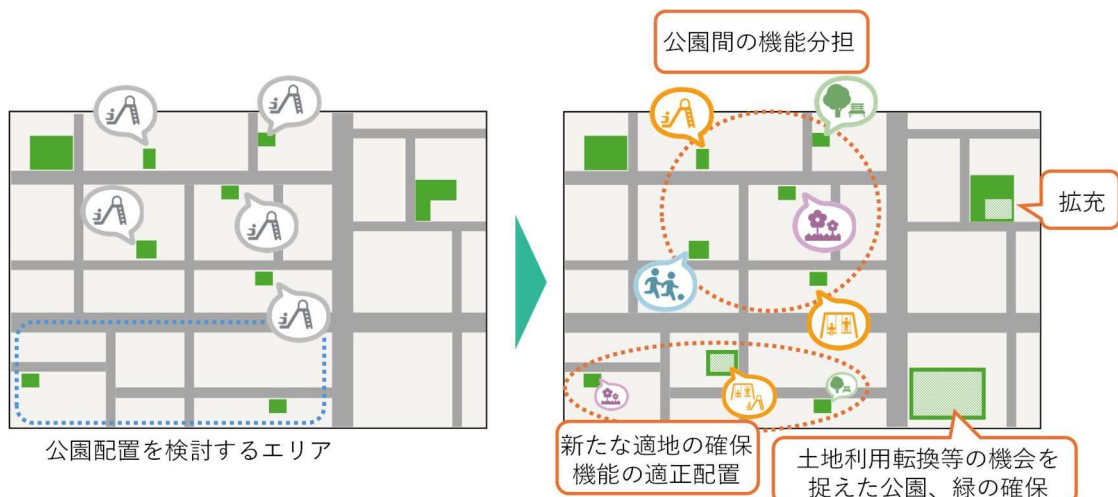 公園間の機能分担
拡充
公園配置を検討するエリア
新たな適地の確保
機能の適正配置
土地利用転換等の機会を
捉えた公園、緑の確保